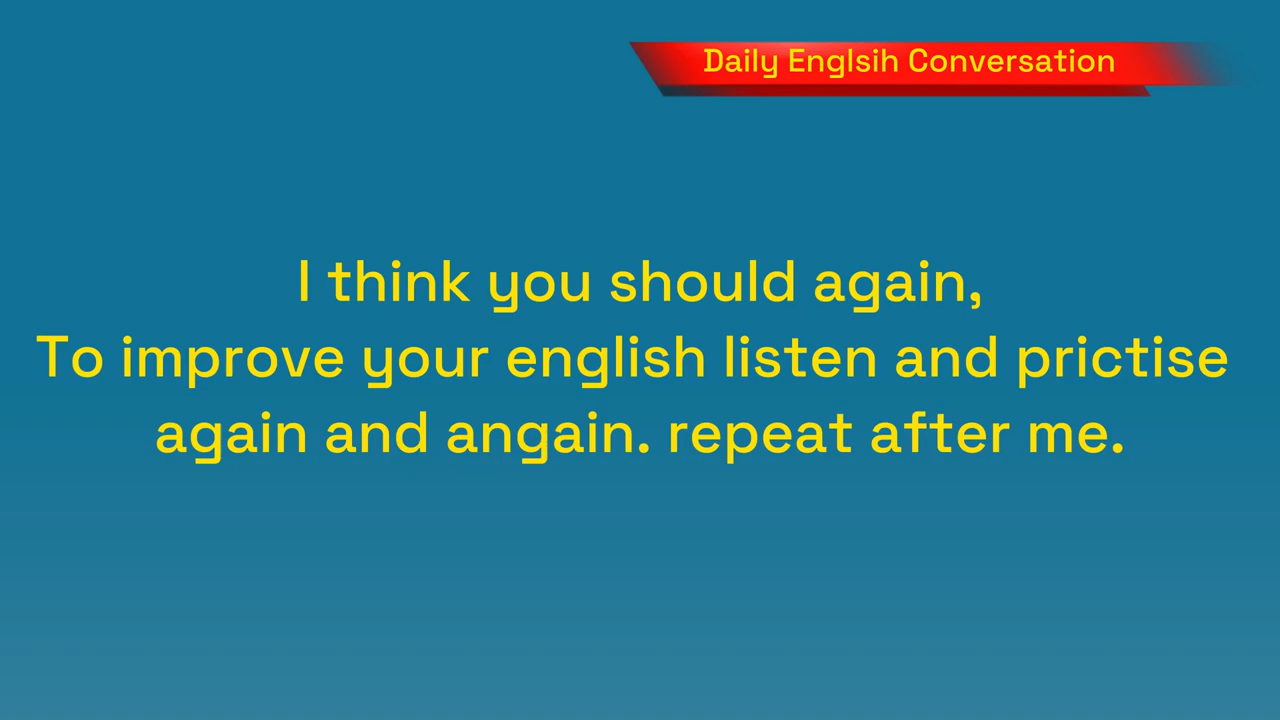 Daily Englsih Conversation
I think you should again,
To improve your english listen and prictise
again and angain. repeat after me.